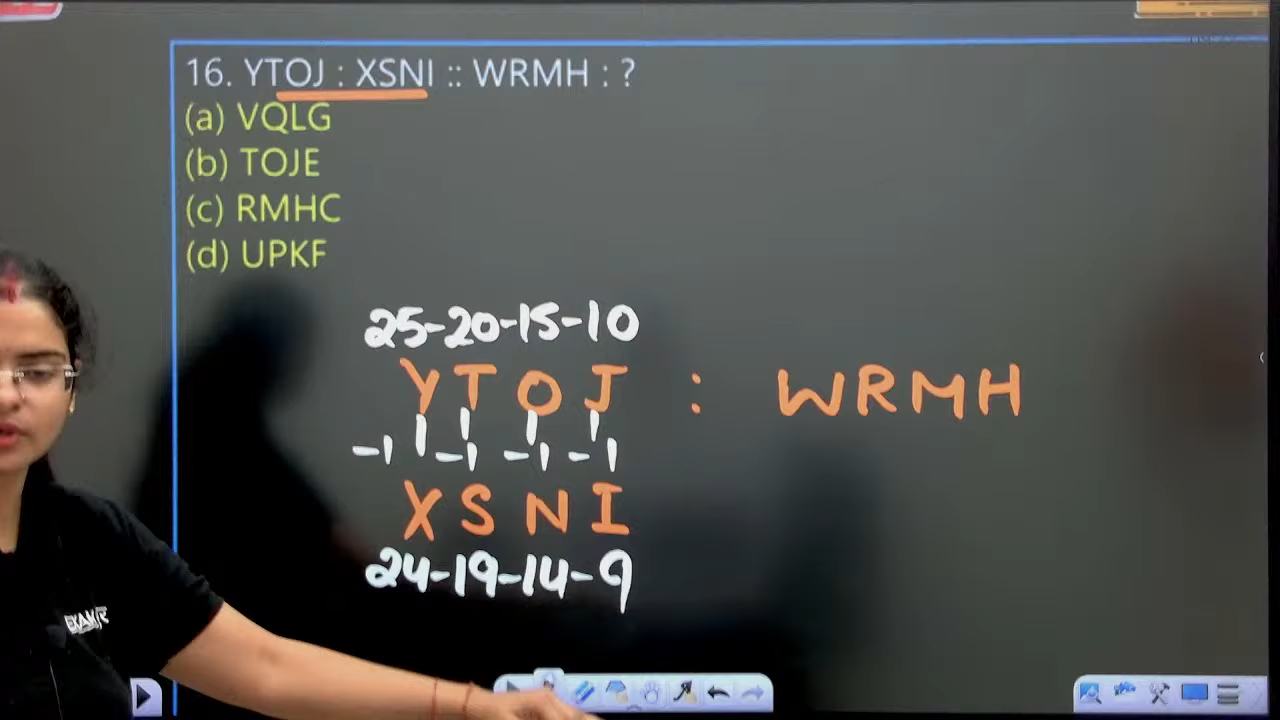 16. YTOJ : XSNI :: WRMH : ?
(a) VQLG
(b) TOJE
(c) RMHC
(d) UPKF
25-20-15-10
YTOJ : WRMH
-1 -1 -1 -1
XSNI
24-19-14-9